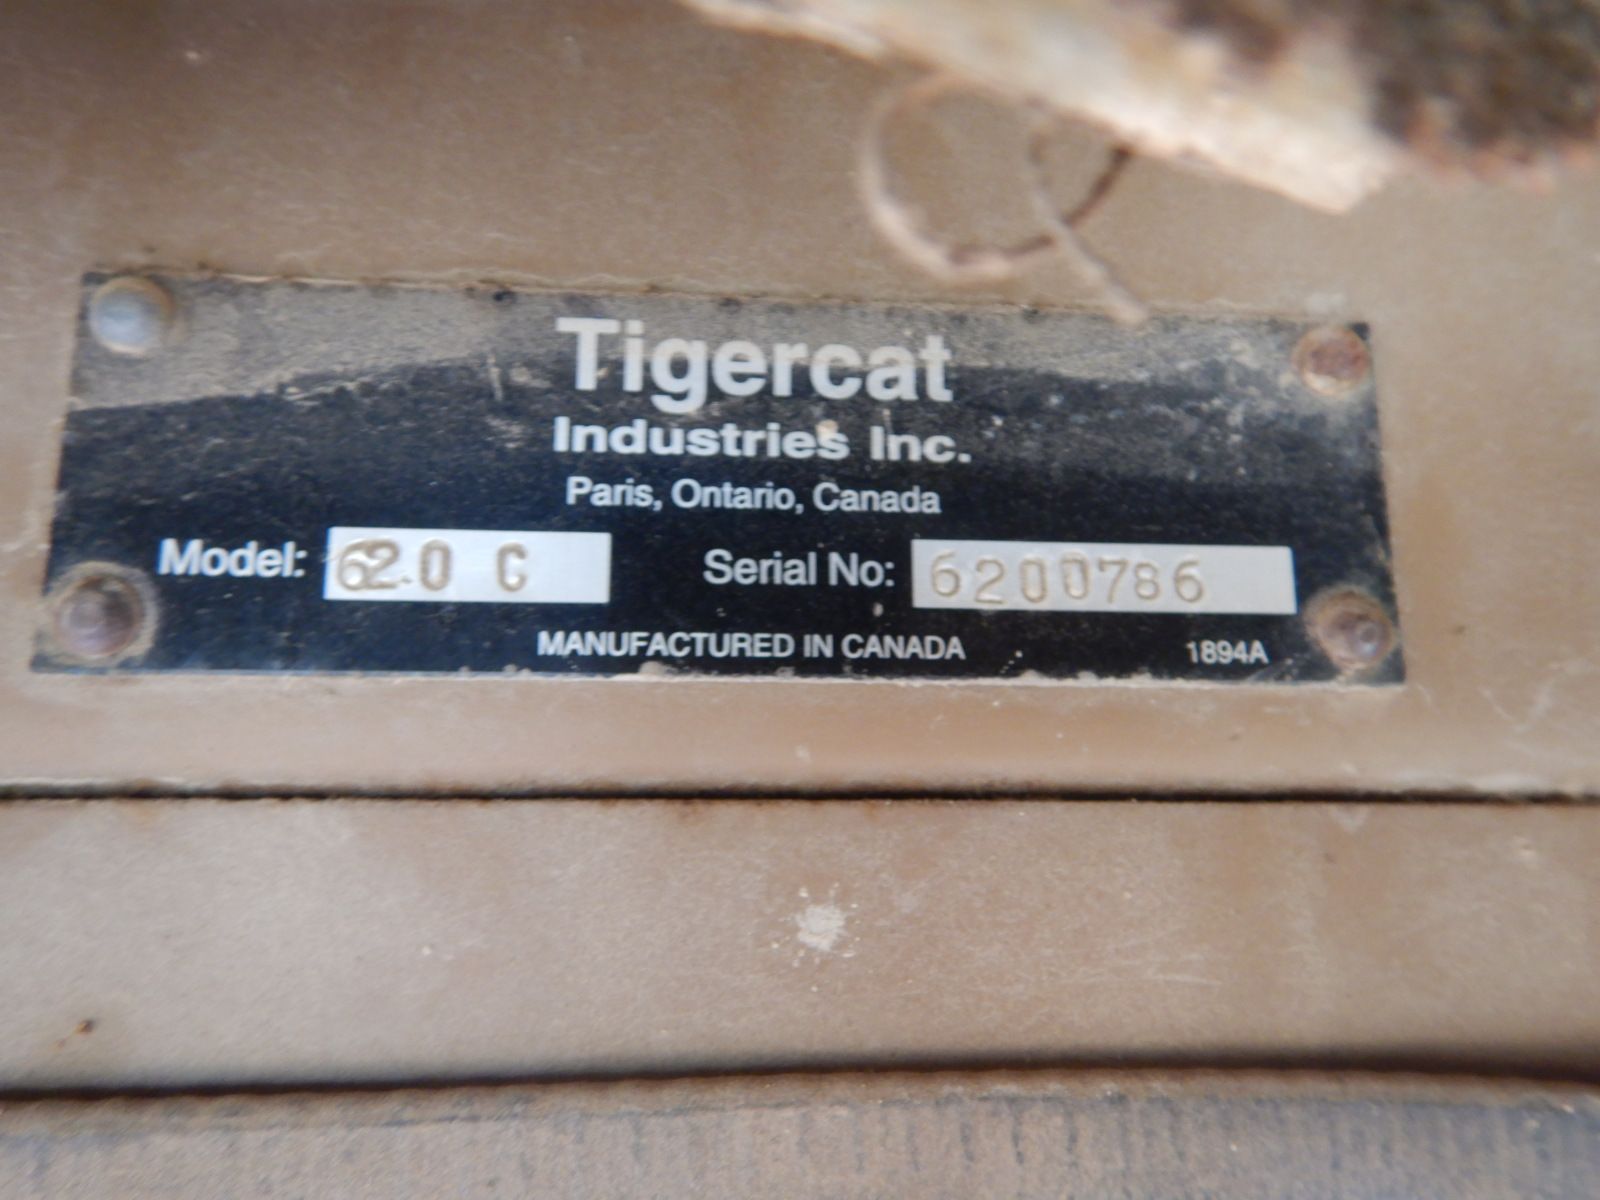 Tigercat
Industries Inc.
Paris, Ontario, Canada
Model: 620 C Serial No: 6200786
MANUFACTURED IN CANADA 1894A